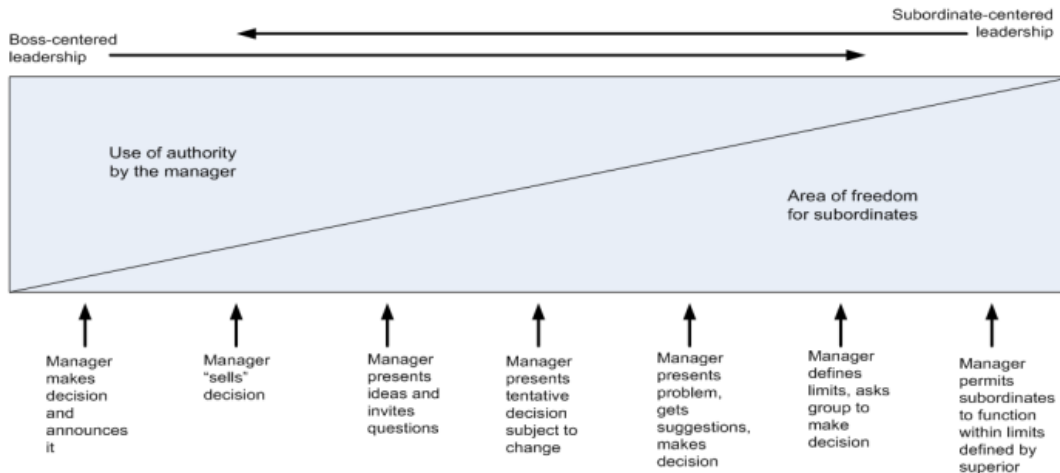 Subordinate-centered
leadership
Boss-centered
leadership
Use of authority
by the manager
Area of freedom
for subordinates
Manager
makes
decision
and
announces
it
Manager
“sells”
decision
Manager
presents
ideas and
invites
questions
Manager
presents
tentative
decision
subject to
change
Manager
presents
problem,
gets
suggestions,
makes
decision
Manager
defines
limits, asks
group to
make
decision
Manager
permits
subordinates
to function
within limits
defined by
superior